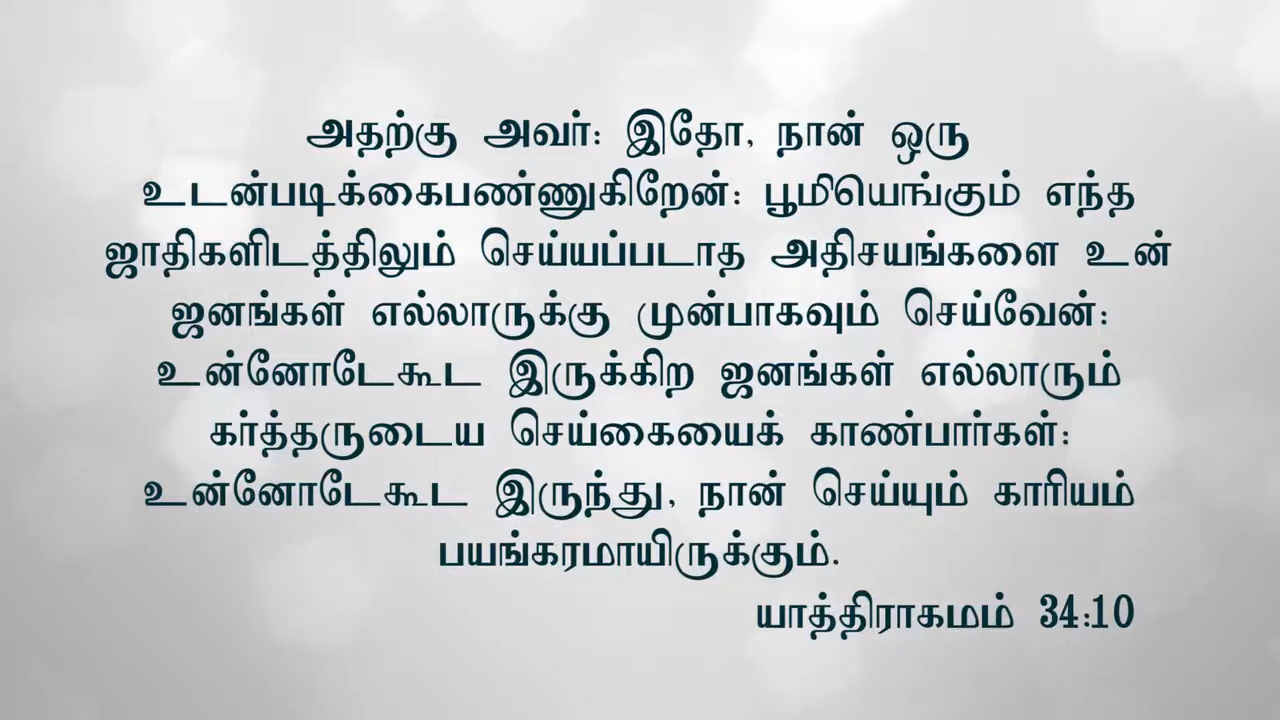 அதற்கு அவர்: இதோ, நான் ஒரு
உடன்படிக்கைபண்ணுகிறேன்: பூமியெங்கும் எந்த
ஜாதிகளிடத்திலும் செய்யப்படாத அதிசயங்களை உன்
ஜனங்கள் எல்லாருக்கு முன்பாகவும் செய்வேன்:
உன்னோடேகூட இருக்கிற ஜனங்கள் எல்லாரும்
கர்த்தருடைய செய்கையைக் காண்பார்கள்:
உன்னோடேகூட இருந்து, நான் செய்யும் காரியம்
பயங்கரமாயிருக்கும்.
யாத்திராகமம் 34:10